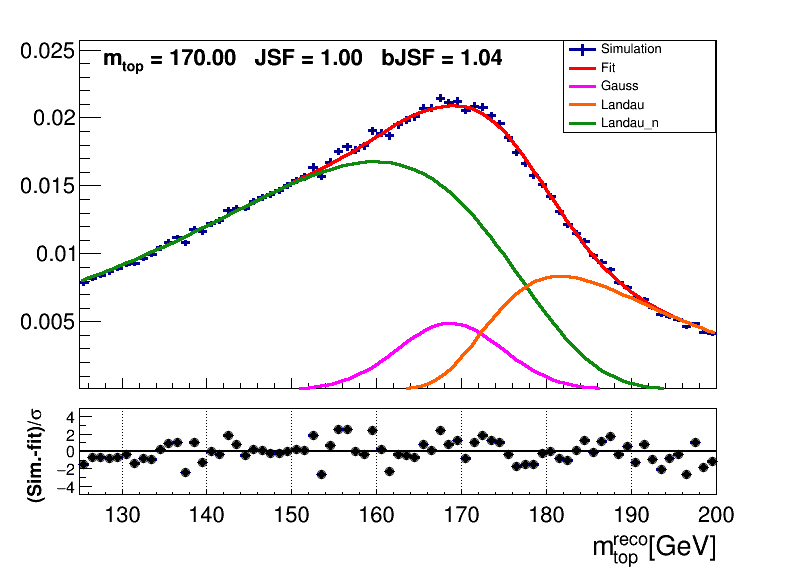 m_top = 170.00 JSF = 1.00 bJSF = 1.04
Simulation
Fit
Gauss
Landau
Landau_n
0.025
0.02
0.015
0.01
0.005
(Sim.-fit)/σ
4
2
0
−2
−4
130 140 150 160 170 180 190 200
m_top^reco[GeV]